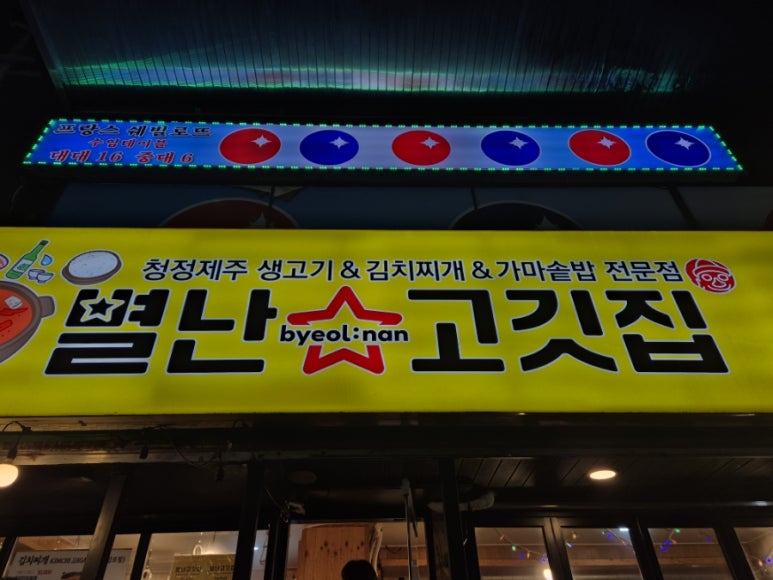 프랑스 쉐빌로뜨
수입테이블
대대 16 중대 6
청정제주 생고기 & 김치찌개 & 가마솥밥 전문점
별난 byeol:nan 고깃집
김치찌개